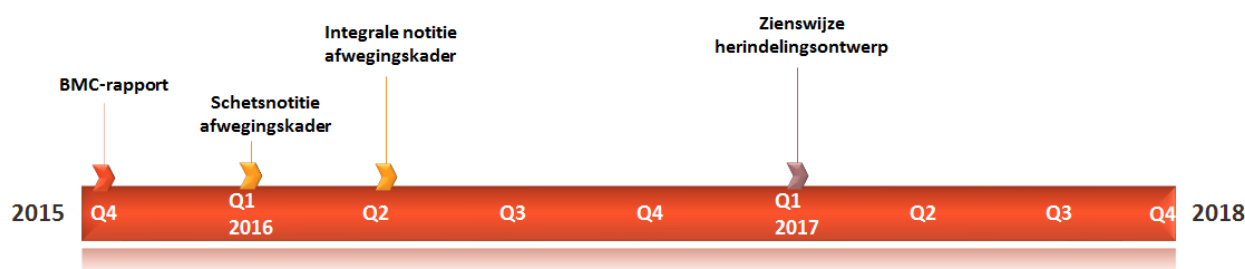 Zienswijze
herindelingsontwerp
Integrale notitie
afwegingskader
BMC-rapport
Schetsnotitie
afwegingskader
2015
Q4
Q1
2016
Q2
Q3
Q4
Q1
2017
Q2
Q3
Q4
2018